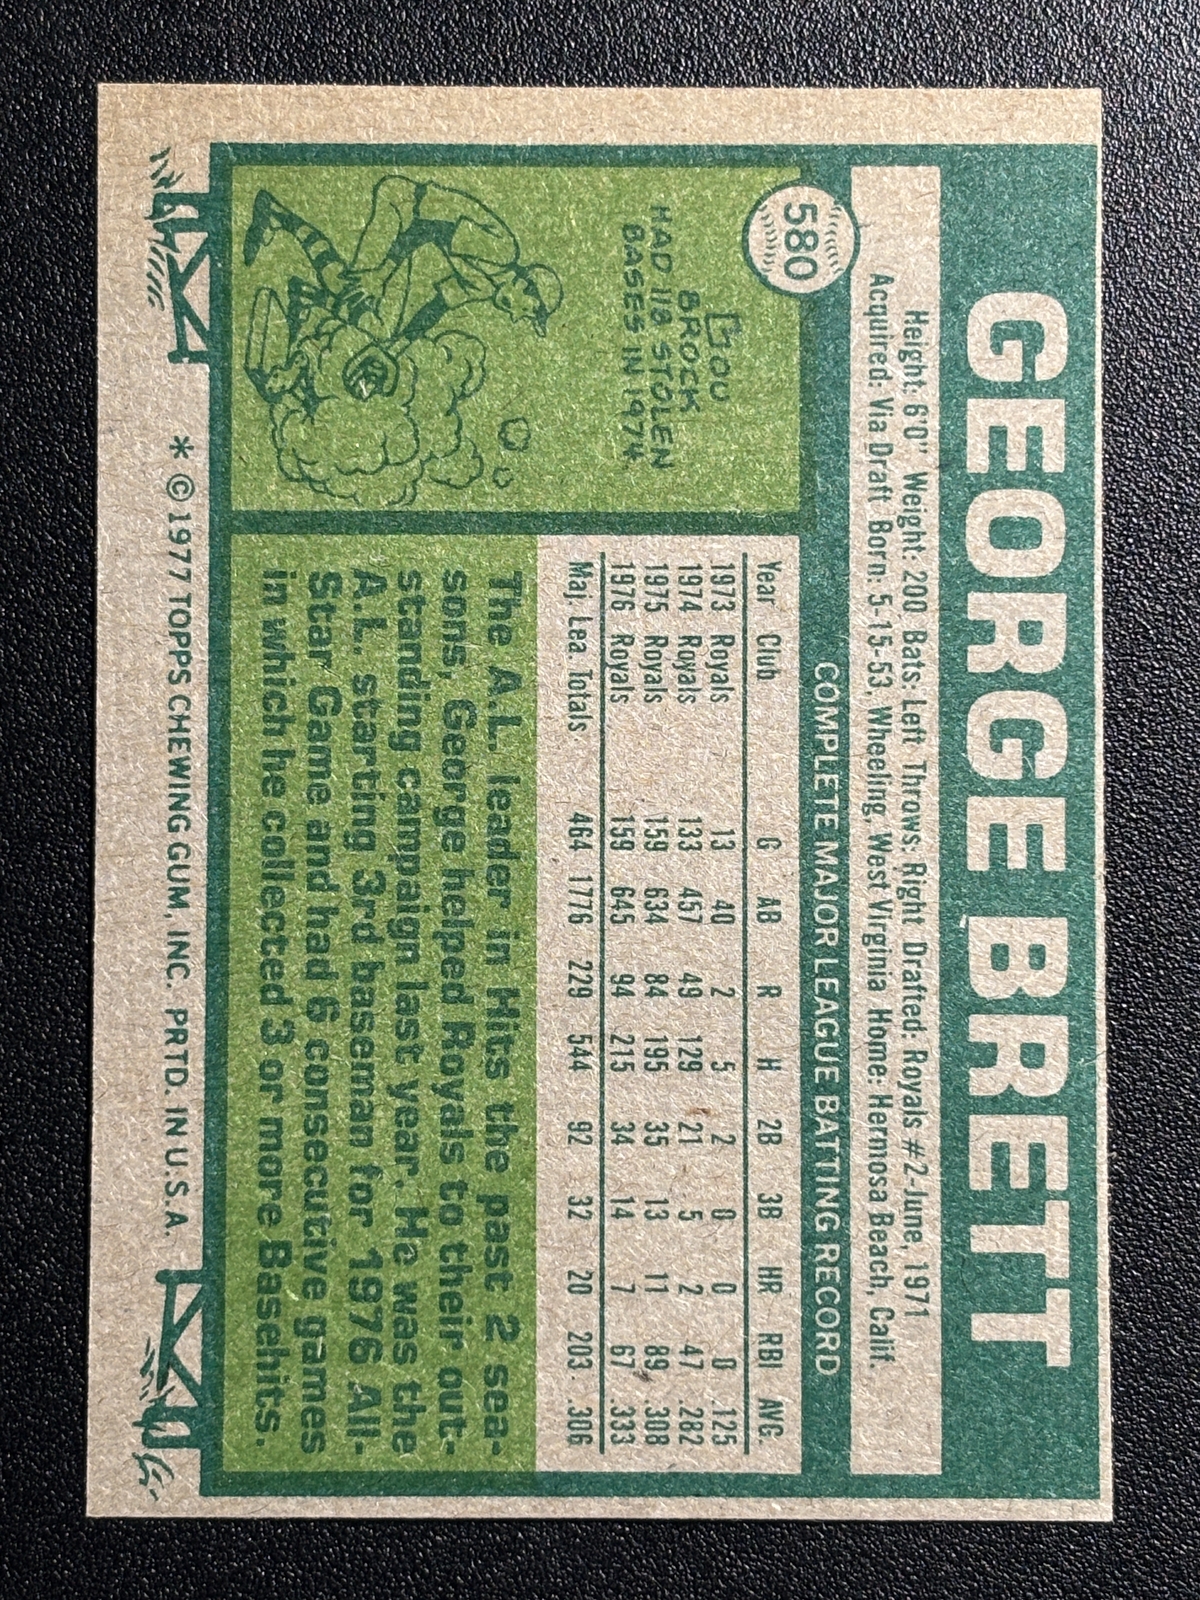 GEORGE BRETT
580
Height: 6'0" Weight: 200 Bats: Left Throws: Right Drafted: Royals #2-June, 1971
Acquired: Via Draft Born: 5-15-53, Wheeling, West Virginia Home: Hermosa Beach, Calif.
COMPLETE MAJOR LEAGUE BATTING RECORD
Year Club G AB R H 2B 3B HR RBI AVG.
1973 Royals 13 40 2 5 2 0 0 0 .125
1974 Royals 133 457 49 129 21 5 2 47 .282
1975 Royals 159 634 84 195 35 13 11 89 .308
1976 Royals 159 645 94 215 34 14 7 67 .333
Maj. Lea. Totals 464 1776 229 544 92 32 20 203 .306
LOU
BROCK
HAD 118 STOLEN
BASES IN 1974.
The A.L. leader in Hits the past 2 sea-
sons, George helped Royals to their out-
standing campaign last year. He was the
A.L. starting 3rd baseman for 1976 All-
Star Game and had 6 consecutive games
in which he collected 3 or more Basehits.
* © 1977 TOPPS CHEWING GUM, INC. PRTD. IN U.S.A.